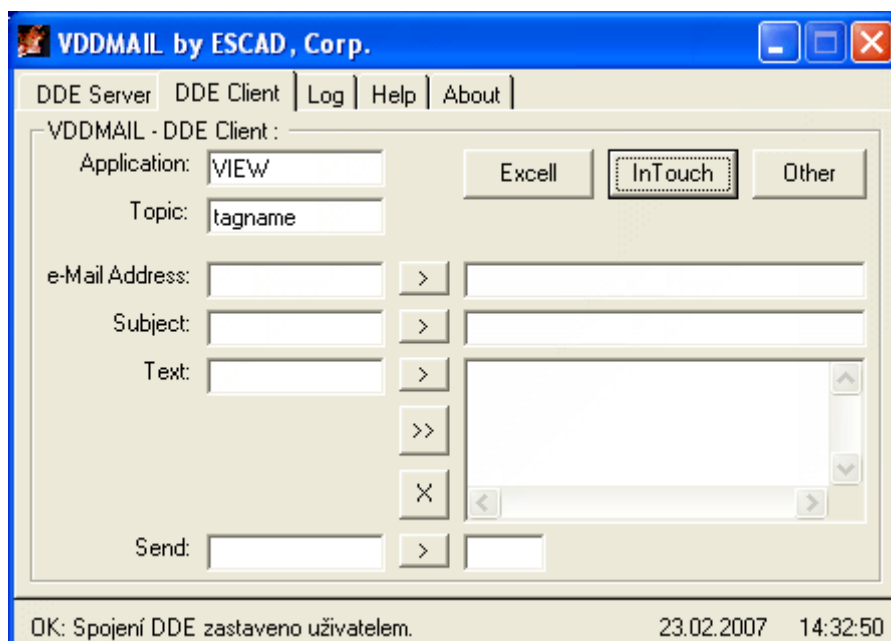 VDDMAIL by ESCAD, Corp.
DDE Server DDE Client Log Help About
VDDMAIL - DDE Client :
Application: VIEW Excell InTouch Other
Topic: tagname
e-Mail Address: >
Subject: >
Text: >
>>
X
Send: >
OK: Spojení DDE zastaveno uživatelem. 23.02.2007 14:32:50